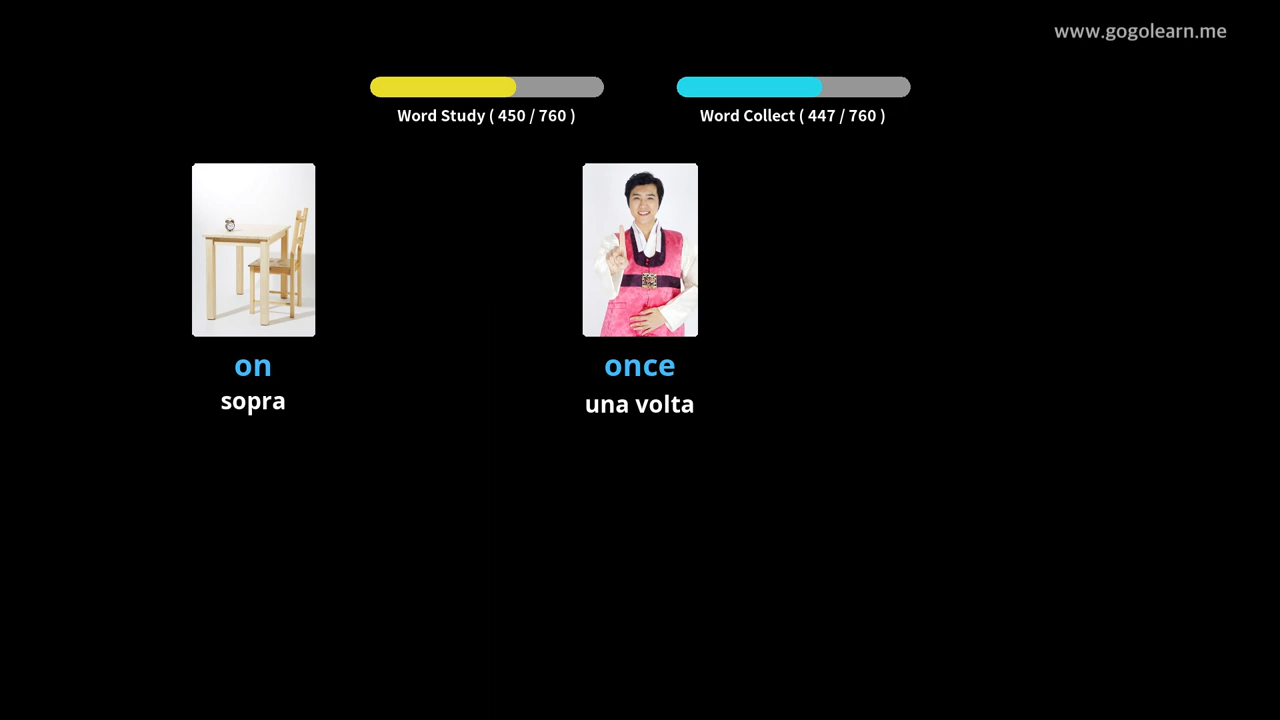 www.gogolearn.me
Word Study ( 450 / 760 )
Word Collect ( 447 / 760 )
on
sopra
once
una volta